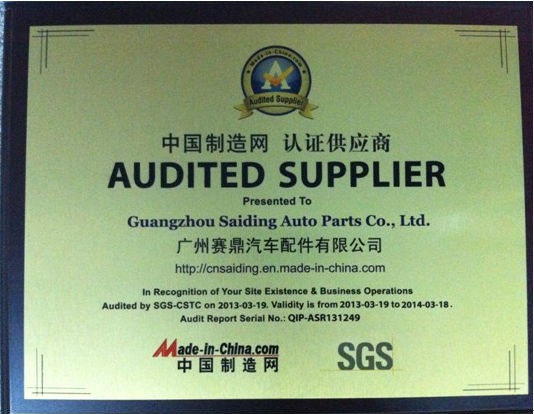 Made-in-China.com
Audited Supplier
中国制造网 认证供应商
AUDITED SUPPLIER
Presented To
Guangzhou Saiding Auto Parts Co., Ltd.
广州赛鼎汽车配件有限公司
http://cnsaiding.en.made-in-china.com
In Recognition of Your Site Existence & Business Operations
Audited by SGS-CSTC on 2013-03-19. Validity is from 2013-03-19 to 2014-03-18.
Audit Report Serial No.: QIP-ASR131249
Made-in-China.com
中国制造网
SGS